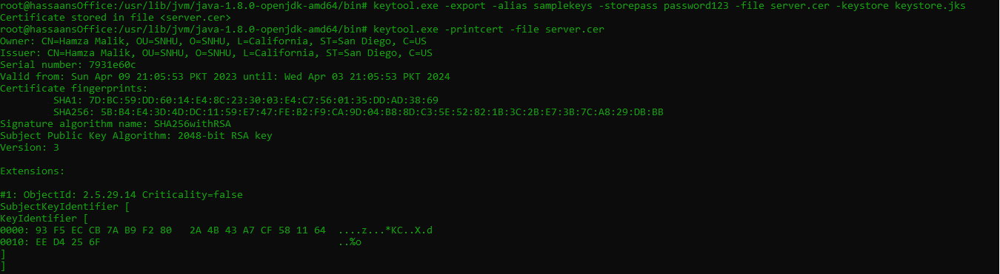 root@hassaansOffice:/usr/lib/jvm/java-1.8.0-openjdk-amd64/bin# keytool.exe -export -alias samplekeys -storepass password123 -file server.cer -keystore keystore.jks
Certificate stored in file <server.cer>
root@hassaansOffice:/usr/lib/jvm/java-1.8.0-openjdk-amd64/bin# keytool.exe -printcert -file server.cer
Owner: CN=Hamza Malik, OU=SNHU, O=SNHU, L=California, ST=San Diego, C=US
Issuer: CN=Hamza Malik, OU=SNHU, O=SNHU, L=California, ST=San Diego, C=US
Serial number: 7931e60c
Valid from: Sun Apr 09 21:05:53 PKT 2023 until: Wed Apr 03 21:05:53 PKT 2024
Certificate fingerprints:
         SHA1: 7D:BC:59:DD:60:14:E4:8C:23:30:03:E4:C7:56:01:35:DD:AD:38:69
         SHA256: 5B:B4:E4:3D:4D:DC:11:59:E7:47:FE:B2:F9:CA:9D:04:B8:8D:C3:5E:52:82:1B:3C:2B:E7:3B:7C:A8:29:DB:BB
Signature algorithm name: SHA256withRSA
Subject Public Key Algorithm: 2048-bit RSA key
Version: 3

Extensions:

#1: ObjectId: 2.5.29.14 Criticality=false
SubjectKeyIdentifier [
KeyIdentifier [
0000: 93 F5 EC CB 7A B9 F2 80   2A 4B 43 A7 CF 58 11 64  ....z...*KC..X.d
0010: EE D4 25 6F                                        ..%o
]
]